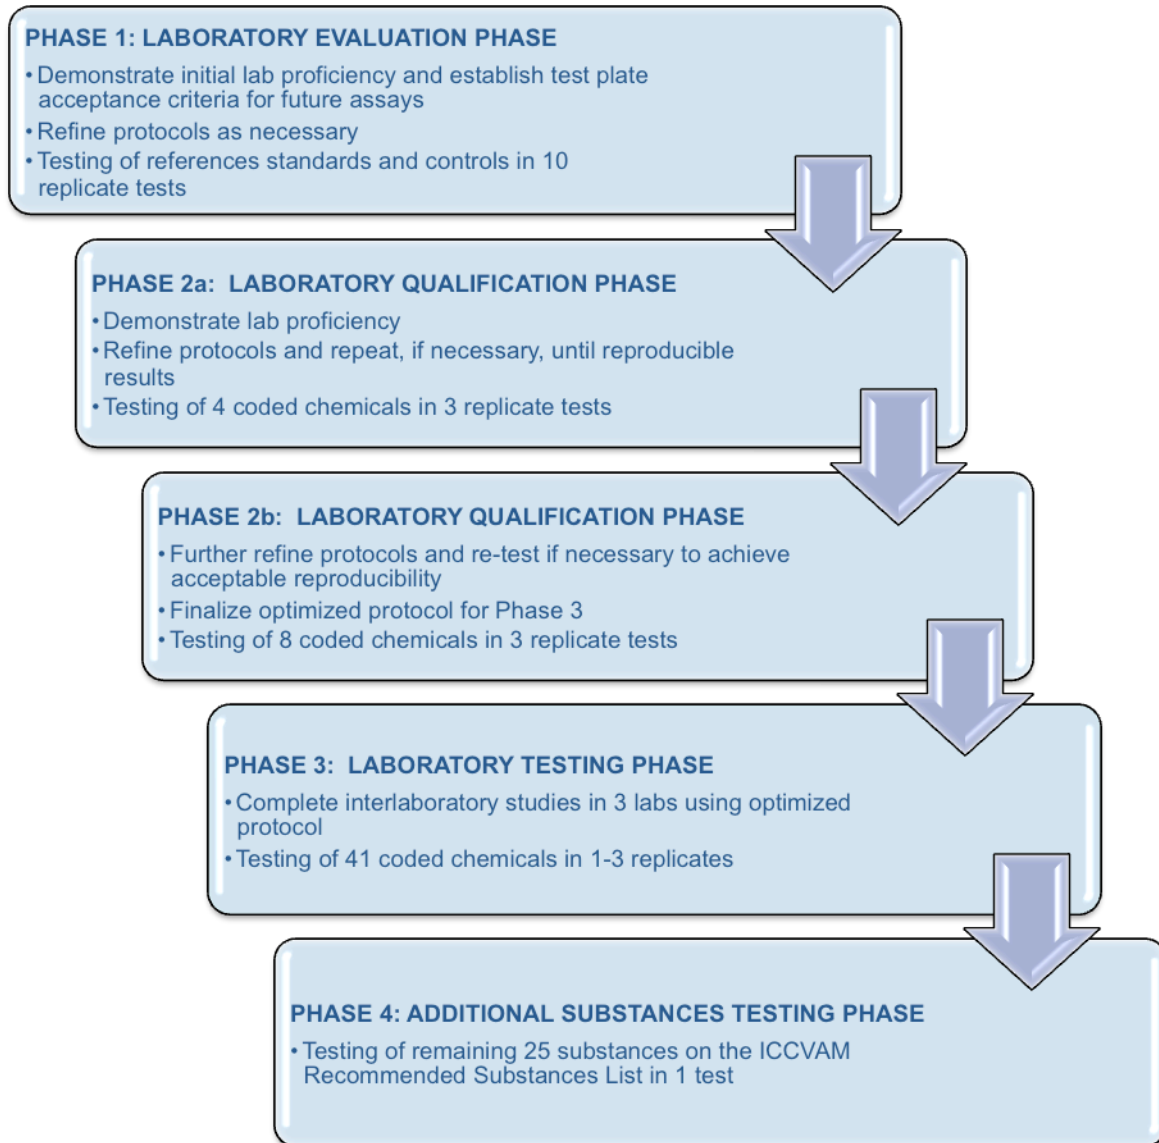 PHASE 1: LABORATORY EVALUATION PHASE
• Demonstrate initial lab proficiency and establish test plate
acceptance criteria for future assays
• Refine protocols as necessary
• Testing of references standards and controls in 10
replicate tests
PHASE 2a:  LABORATORY QUALIFICATION PHASE
• Demonstrate lab proficiency
• Refine protocols and repeat, if necessary, until reproducible
results
• Testing of 4 coded chemicals in 3 replicate tests
PHASE 2b:  LABORATORY QUALIFICATION PHASE
• Further refine protocols and re-test if necessary to achieve
acceptable reproducibility
• Finalize optimized protocol for Phase 3
• Testing of 8 coded chemicals in 3 replicate tests
PHASE 3:  LABORATORY TESTING PHASE
• Complete interlaboratory studies in 3 labs using optimized
protocol
• Testing of 41 coded chemicals in 1-3 replicates
PHASE 4: ADDITIONAL SUBSTANCES TESTING PHASE
• Testing of remaining 25 substances on the ICCVAM
Recommended Substances List in 1 test